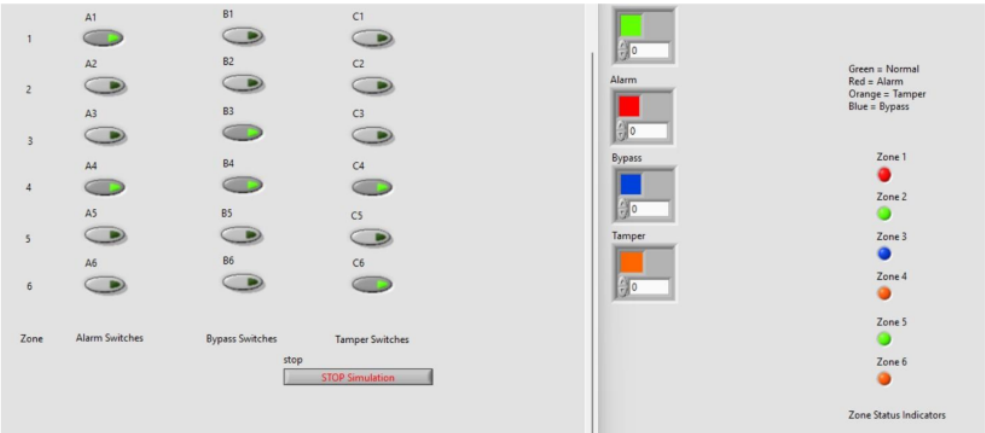 A1 B1 C1
1
A2 B2 C2
2
A3 B3 C3
3
A4 B4 C4
4
A5 B5 C5
5
A6 B6 C6
6
Zone Alarm Switches Bypass Switches Tamper Switches
stop
STOP Simulation
0
Alarm
0
Bypass
0
Tamper
0
Green = Normal
Red = Alarm
Orange = Tamper
Blue = Bypass
Zone 1
Zone 2
Zone 3
Zone 4
Zone 5
Zone 6
Zone Status Indicators